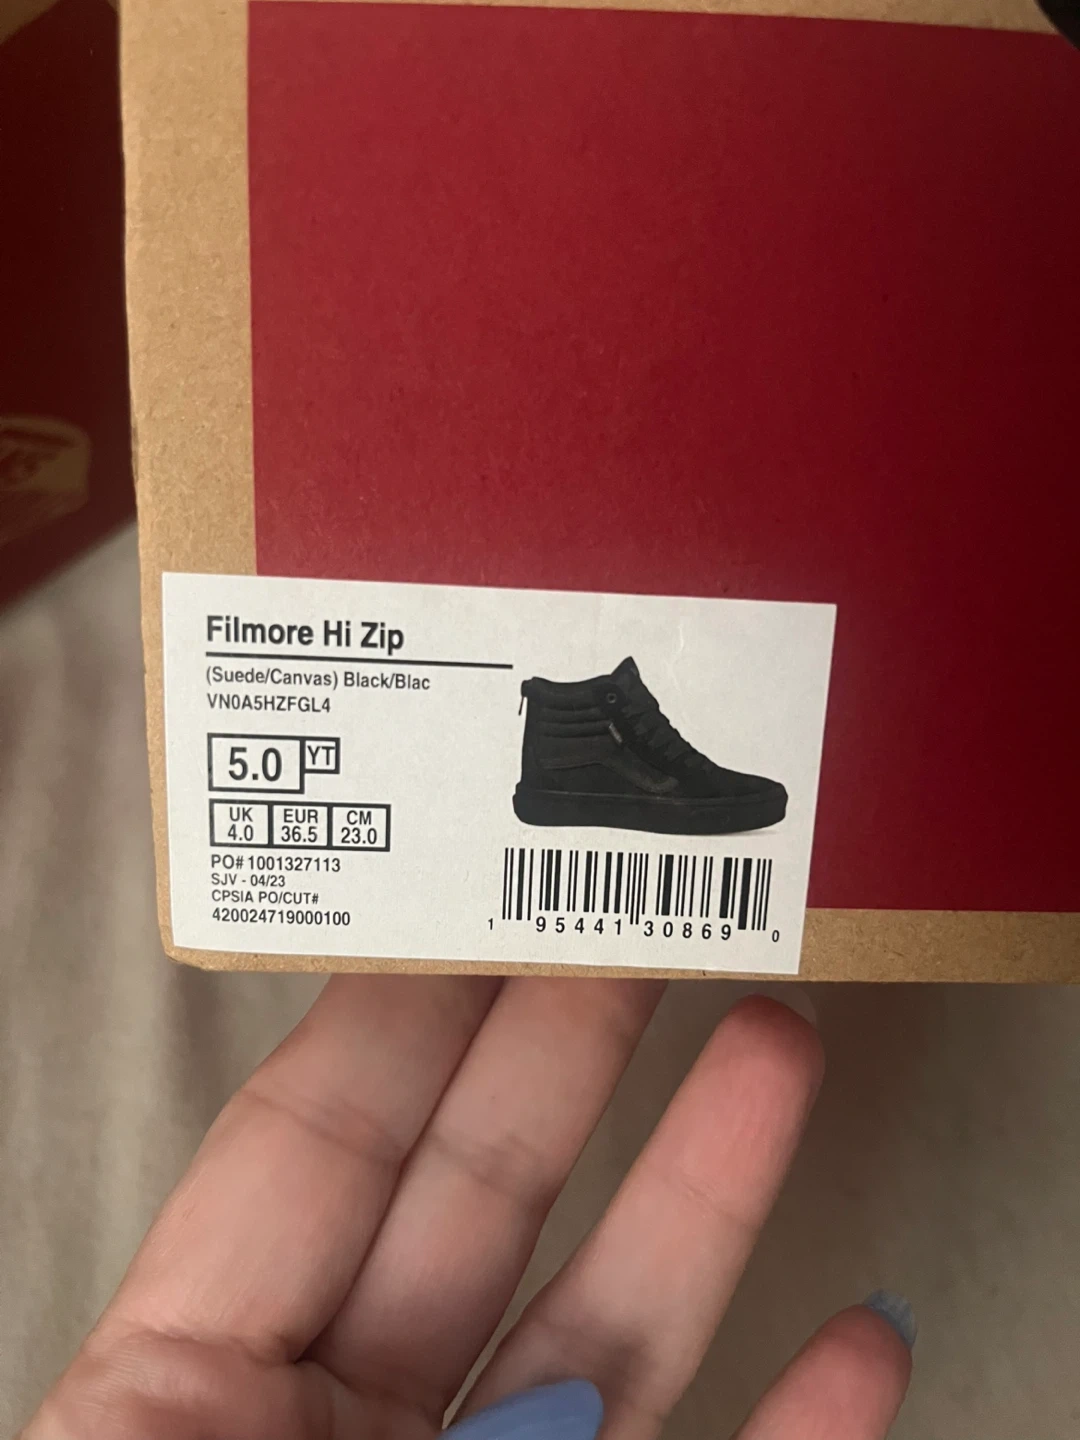 Filmore Hi Zip
(Suede/Canvas) Black/Blac
VN0A5HZFGL4
5.0 YT
UK EUR CM
4.0 36.5 23.0
PO# 1001327113
SJV - 04/23
CPSIA PO/CUT#
420024719000100
1 95441 30869 0